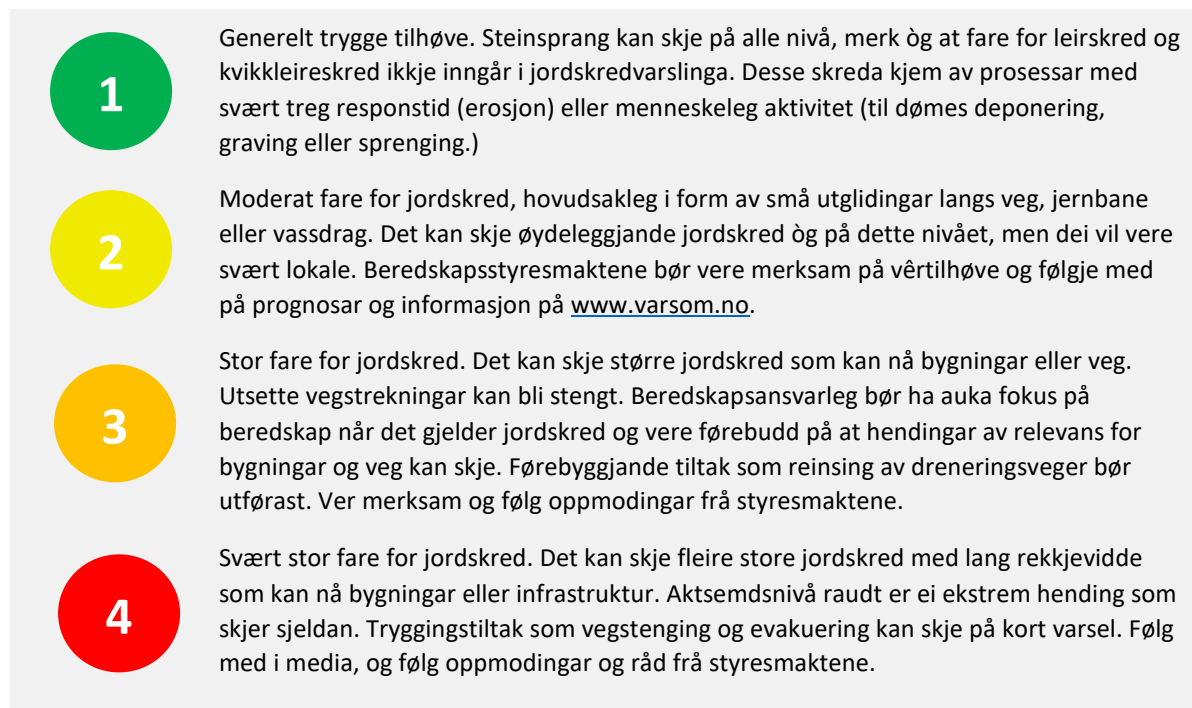 1
Generelt trygge tilhøve. Steinsprang kan skje på alle nivå, merk òg at fare for leirskred og
kvikkleireskred ikkje inngår i jordskredvarslinga. Desse skreda kjem av prosessar med
svært treg responstid (erosjon) eller menneskeleg aktivitet (til dømes deponering,
graving eller sprenging.)
2
Moderat fare for jordskred, hovudsakleg i form av små utglidingar langs veg, jernbane
eller vassdrag. Det kan skje øydeleggjande jordskred òg på dette nivået, men dei vil vere
svært lokale. Beredskapsstyresmaktene bør vere merksam på vêrtilhøve og følgje med
på prognosar og informasjon på www.varsom.no.
3
Stor fare for jordskred. Det kan skje større jordskred som kan nå bygningar eller veg.
Utsette vegstrekningar kan bli stengt. Beredskapsansvarleg bør ha auka fokus på
beredskap når det gjelder jordskred og vere førebudd på at hendingar av relevans for
bygningar og veg kan skje. Førebyggjande tiltak som reinsing av dreneringsveger bør
utførast. Ver merksam og følg oppmodingar frå styresmaktene.
4
Svært stor fare for jordskred. Det kan skje fleire store jordskred med lang rekkjevidde
som kan nå bygningar eller infrastruktur. Aktsemdsnivå raudt er ei ekstrem hending som
skjer sjeldan. Tryggingstiltak som vegstenging og evakuering kan skje på kort varsel. Følg
med i media, og følg oppmodingar og råd frå styresmaktene.